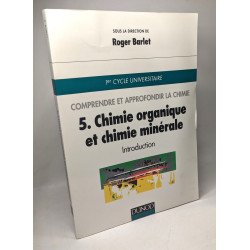 SOUS LA DIRECTION DE
Roger Barlet
1er CYCLE UNIVERSITAIRE
COMPRENDRE ET APPROFONDIR LA CHIMIE
5. Chimie organique
et chimie minérale
Introduction
DUNOD